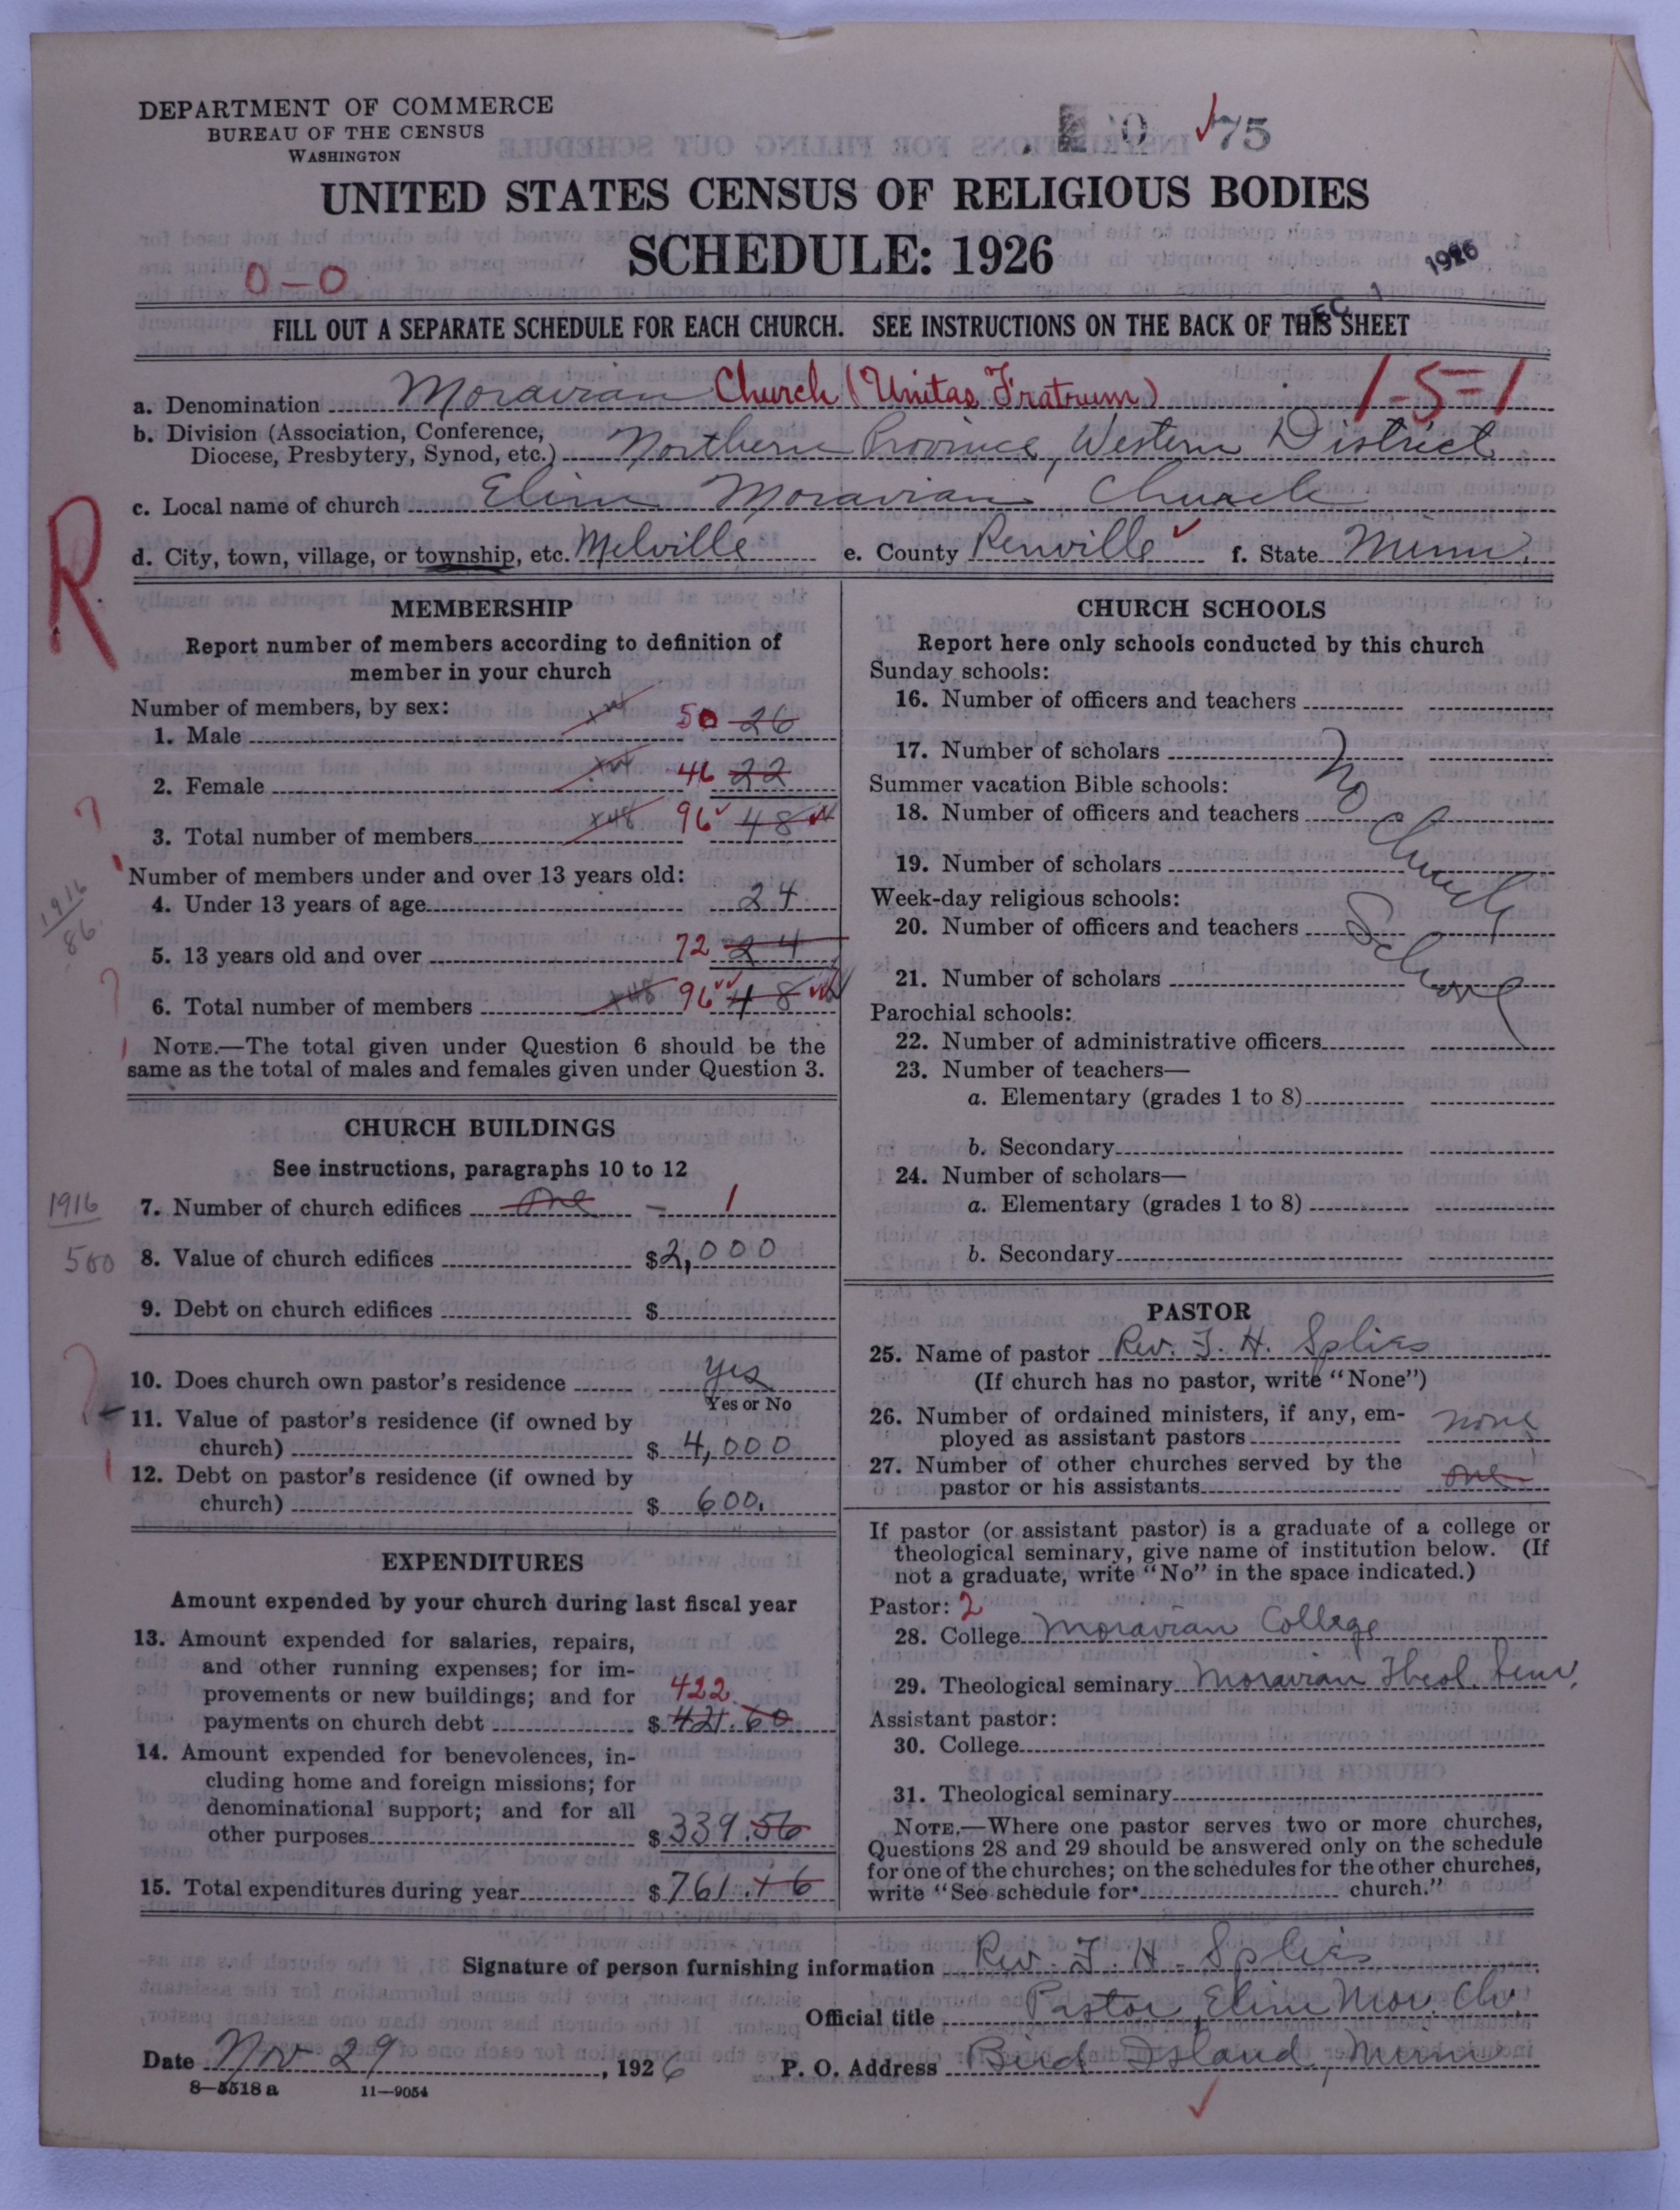 DEPARTMENT OF COMMERCE
BUREAU OF THE CENSUS
WASHINGTON
0 75
UNITED STATES CENSUS OF RELIGIOUS BODIES
SCHEDULE: 1926
1926
0-0
DEC 1
FILL OUT A SEPARATE SCHEDULE FOR EACH CHURCH. SEE INSTRUCTIONS ON THE BACK OF THIS SHEET
a. Denomination Moravian Church (Unitas Fratrum) 1-5=1
b. Division (Association, Conference,
Diocese, Presbytery, Synod, etc.) Northern Province, Western District
c. Local name of church Elim Moravian Church
d. City, town, village, or township, etc. Melville e. County Renville f. State Minn.
R
MEMBERSHIP
Report number of members according to definition of
member in your church
Number of members, by sex:
1. Male 50 26
2. Female 46 22
3. Total number of members x48 96 48
Number of members under and over 13 years old:
4. Under 13 years of age 24
1916
86
5. 13 years old and over 72 24
6. Total number of members x48 96 48
NOTE.—The total given under Question 6 should be the
same as the total of males and females given under Question 3.
CHURCH BUILDINGS
See instructions, paragraphs 10 to 12
1916
7. Number of church edifices one - 1
500
8. Value of church edifices $2,000
9. Debt on church edifices $
10. Does church own pastor's residence yes
Yes or No
11. Value of pastor's residence (if owned by
church) $ 4,000
12. Debt on pastor's residence (if owned by
church) $ 600.
EXPENDITURES
Amount expended by your church during last fiscal year
13. Amount expended for salaries, repairs,
and other running expenses; for im-
provements or new buildings; and for 422
payments on church debt $ 421.60
14. Amount expended for benevolences, in-
cluding home and foreign missions; for
denominational support; and for all
other purposes $ 339.56
15. Total expenditures during year $ 761.16
CHURCH SCHOOLS
Report here only schools conducted by this church
Sunday schools:
16. Number of officers and teachers
17. Number of scholars
Summer vacation Bible schools:
18. Number of officers and teachers
19. Number of scholars
Week-day religious schools:
20. Number of officers and teachers
21. Number of scholars
No Church School
Parochial schools:
22. Number of administrative officers
23. Number of teachers—
a. Elementary (grades 1 to 8)
b. Secondary
24. Number of scholars—
a. Elementary (grades 1 to 8)
b. Secondary
PASTOR
25. Name of pastor Rev. F. H. Splies
(If church has no pastor, write "None")
26. Number of ordained ministers, if any, em-
ployed as assistant pastors none
27. Number of other churches served by the
pastor or his assistants one
If pastor (or assistant pastor) is a graduate of a college or
theological seminary, give name of institution below. (If
not a graduate, write "No" in the space indicated.)
Pastor: 2
28. College Moravian College
29. Theological seminary Moravian Theol. Sem.
Assistant pastor:
30. College
31. Theological seminary
NOTE.—Where one pastor serves two or more churches,
Questions 28 and 29 should be answered only on the schedule
for one of the churches; on the schedules for the other churches,
write "See schedule for church."
Signature of person furnishing information Rev. F. H. Splies
Official title Pastor, Elim Mor. Ch.
Date Nov 29, 1926 P. O. Address Bird Island, Minn
8-5518 a 11-9054